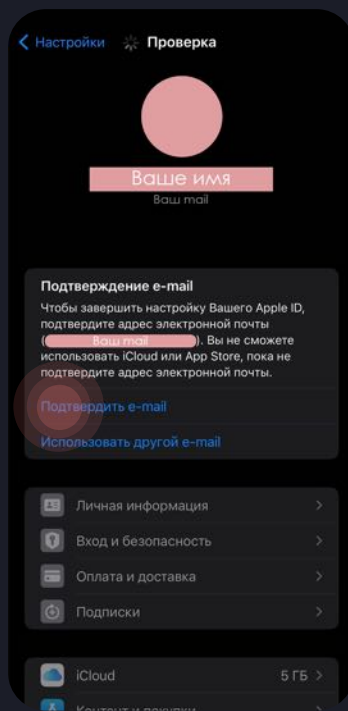 Настройки Проверка
Ваше имя
Ваш mail
Подтверждение e-mail
Чтобы завершить настройку Вашего Apple ID,
подтвердите адрес электронной почты
(Ваш mail). Вы не сможете
использовать iCloud или App Store, пока не
подтвердите адрес электронной почты.
Подтвердить e-mail
Использовать другой e-mail
Личная информация
Вход и безопасность
Оплата и доставка
Подписки
iCloud 5 ГБ
Контент и покупки